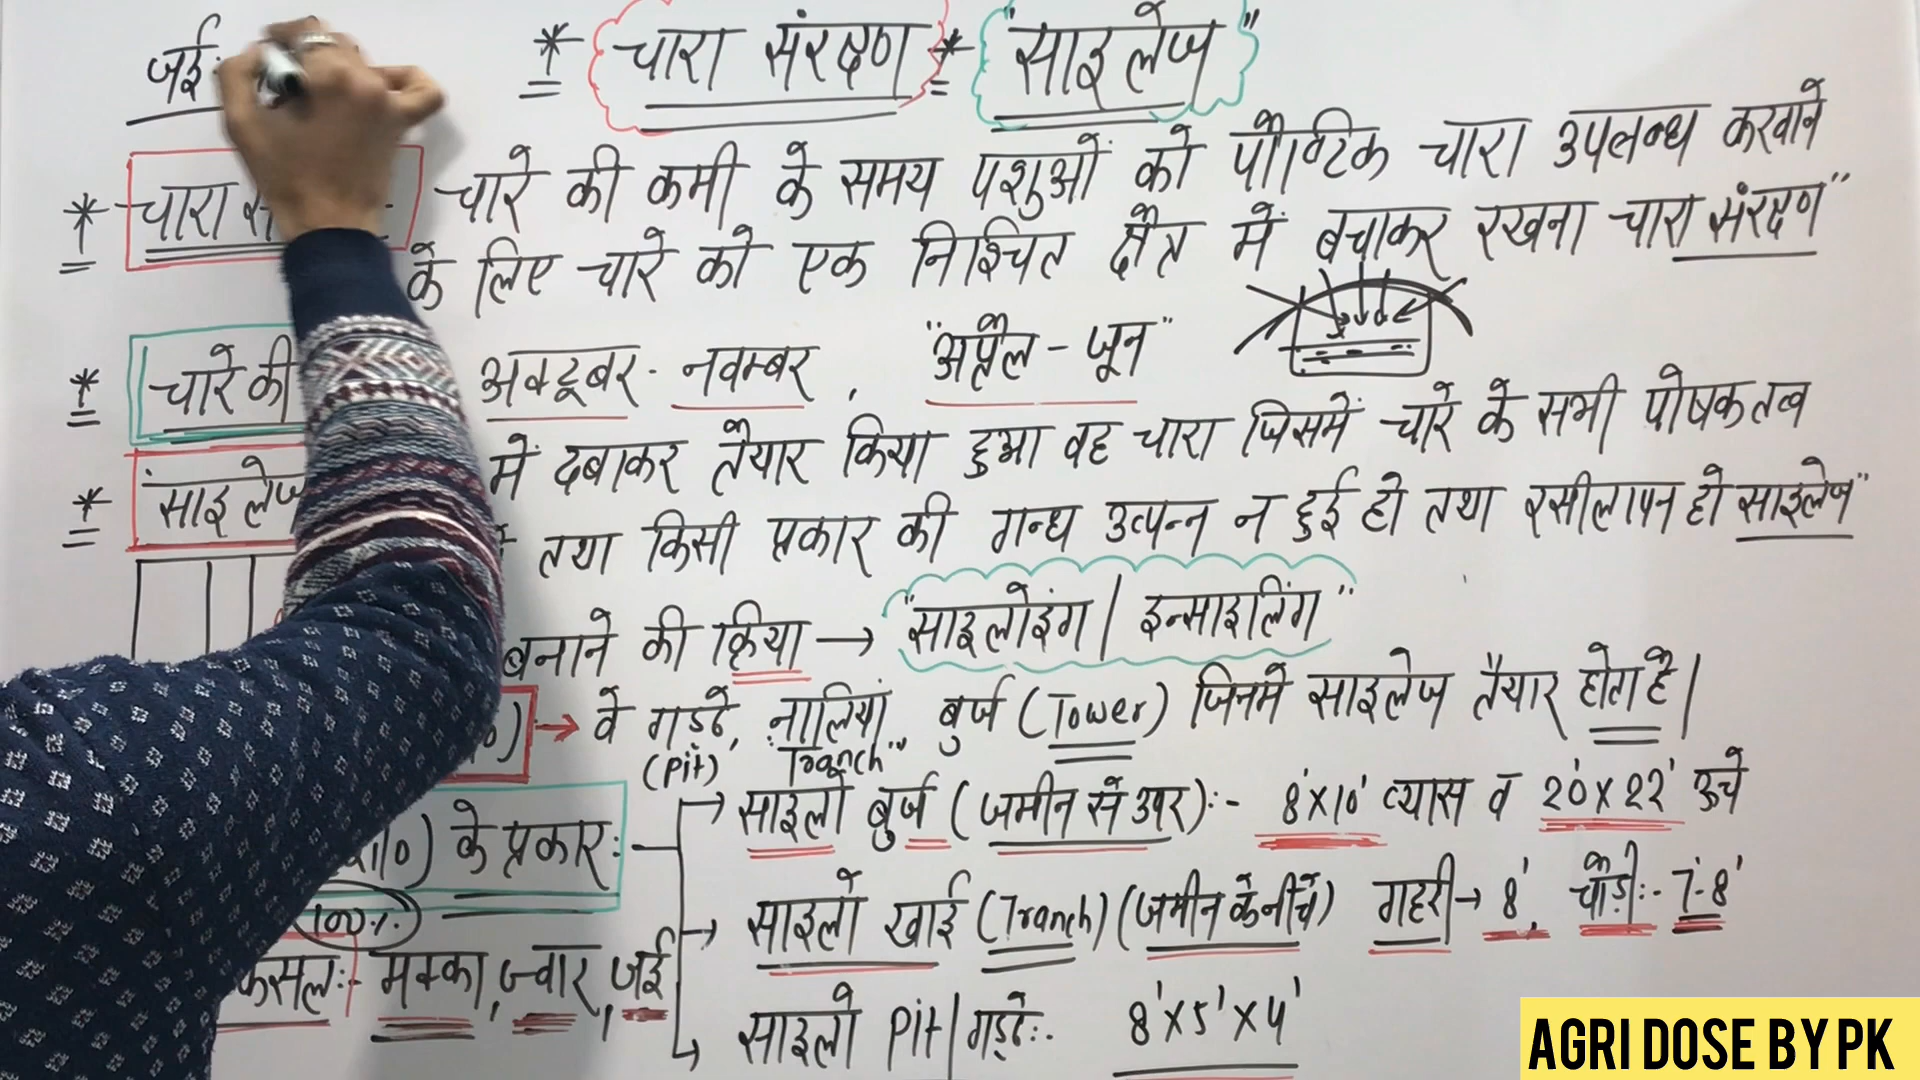 जई:
* चारा संरक्षण * "साइलेज"
* चारा चारे की कमी के समय पशुओं को पौष्टिक चारा उपलब्ध करवाने
के लिए चारे को एक निश्चित क्षैत्र में बचाकर रखना चारा संरक्षण"
* चारे की अक्टूबर - नवम्बर , "अप्रैल - जून"
* साइलेज में दबाकर तैयार किया हुआ वह चारा जिसमें चारे के सभी पोषकतत्व
तथा किसी प्रकार की गन्ध उत्पन्न न हुई हो तथा रसीलापन हो साइलेज"
बनाने की क्रिया → "साइलोइंग | इन्साइलिंग"
→ वे गड्ढे, नालियां, बुर्ज (Tower) जिनमें साइलेज तैयार होता है |
(Pit) "Tranch"
के प्रकार:- → साइलो बुर्ज (जमीन से उपर):- 8'x10' व्यास व 20'x22' ऊचे
100%
→ साइलो खाई (Tranch) (जमीन के नीचे) गहरी → 8', चौड़ी:- 7'-8'
फसल:- मक्का, ज्वार, जई
→ साइलो Pit | गड्ढे:- 8'x5'x4'
AGRI DOSE BY PK